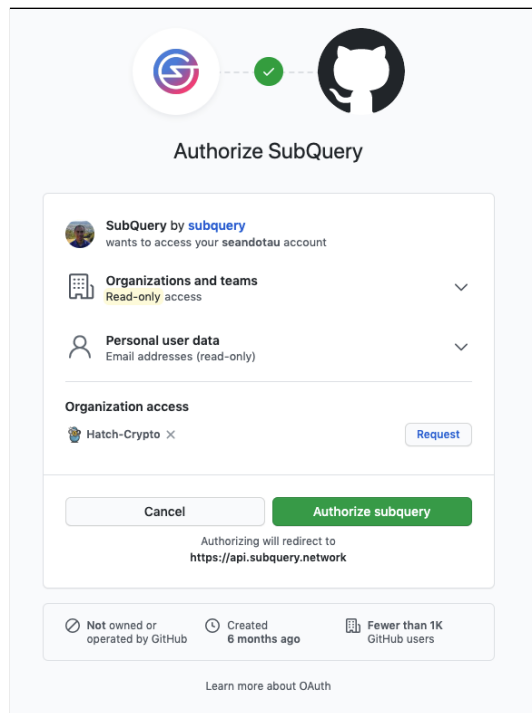 Authorize SubQuery
SubQuery by subquery
wants to access your seandotau account
Organizations and teams
Read-only access
Personal user data
Email addresses (read-only)
Organization access
Hatch-Crypto
Request
Cancel
Authorize subquery
Authorizing will redirect to
https://api.subquery.network
Not owned or
operated by GitHub
Created
6 months ago
Fewer than 1K
GitHub users
Learn more about OAuth